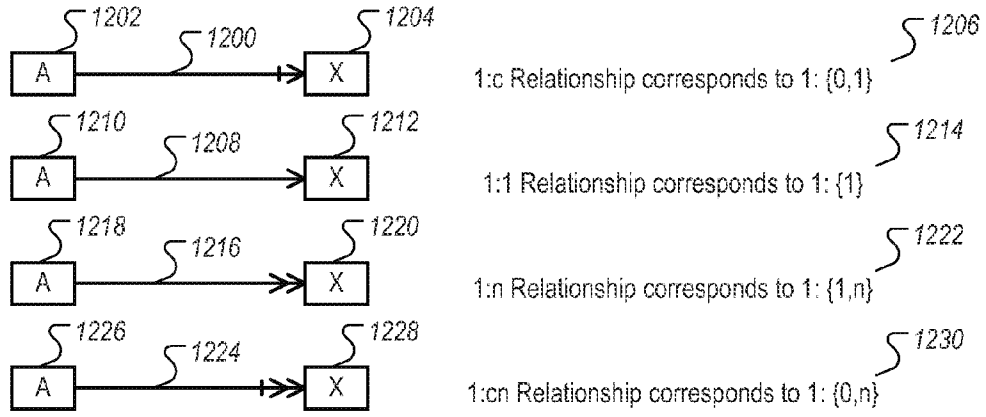 1202 1204 1206
1200
A X 1:c Relationship corresponds to 1: {0,1}
1210 1212 1214
1208
A X 1:1 Relationship corresponds to 1: {1}
1218 1220 1222
1216
A X 1:n Relationship corresponds to 1: {1,n}
1226 1228 1230
1224
A X 1:cn Relationship corresponds to 1: {0,n}